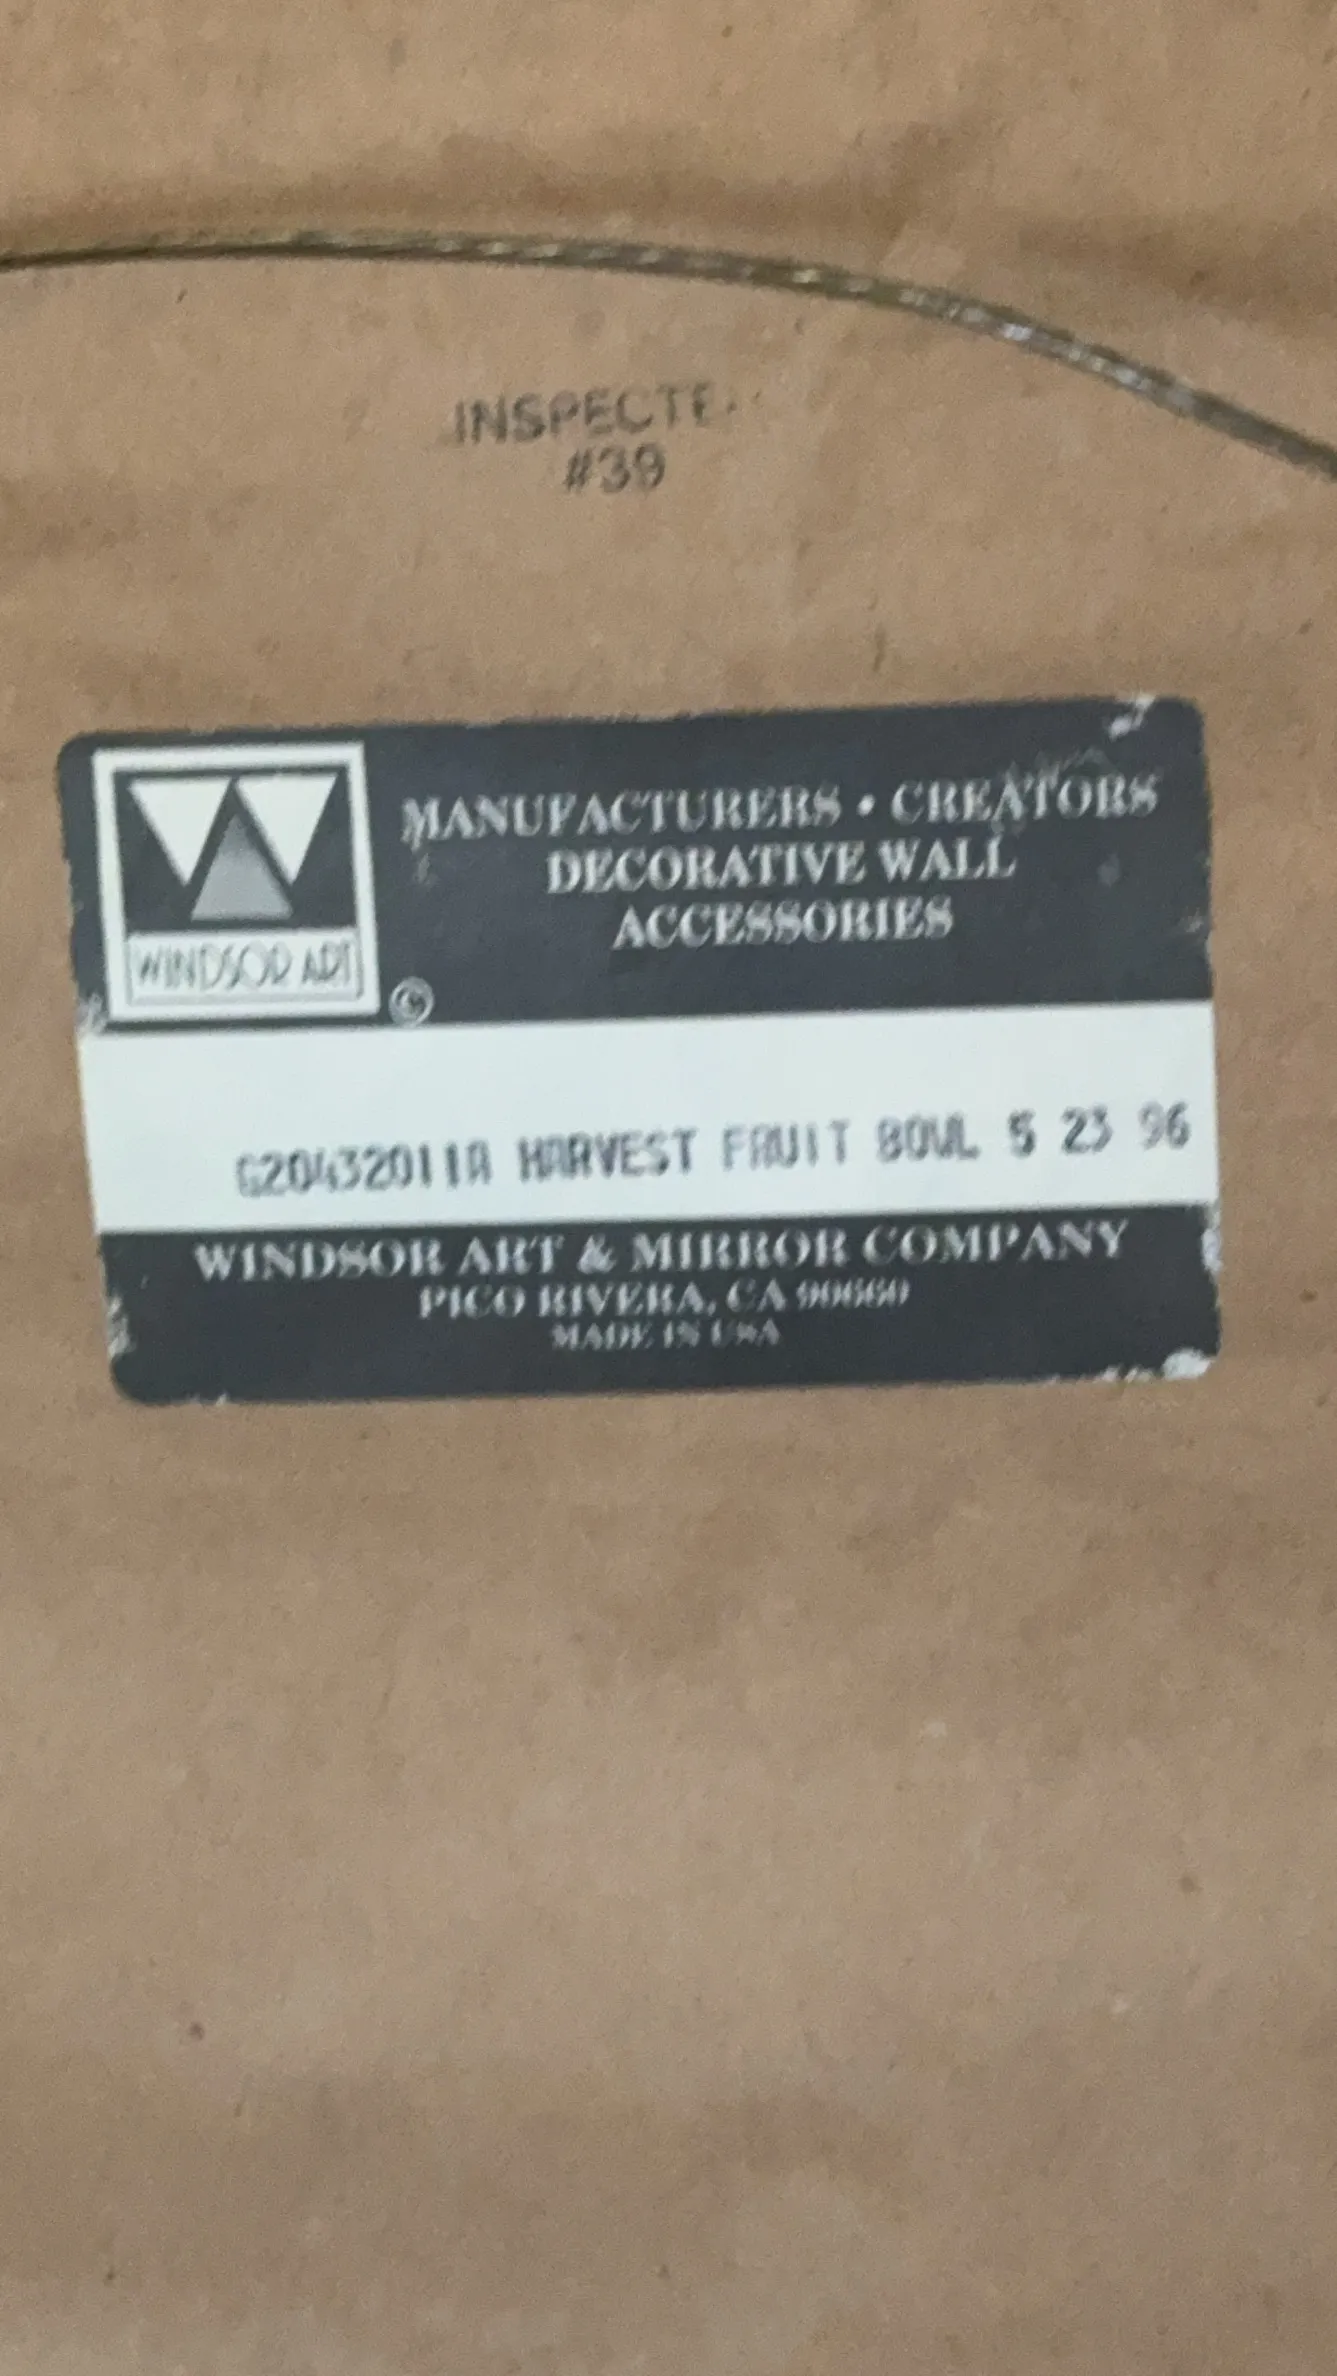 INSPECTE
#39
MANUFACTURERS • CREATORS
DECORATIVE WALL
ACCESSORIES
WINDSOR ART
©
G20432011A HARVEST FRUIT BOWL 5 23 96
WINDSOR ART & MIRROR COMPANY
PICO RIVERA, CA 90660
MADE IN USA